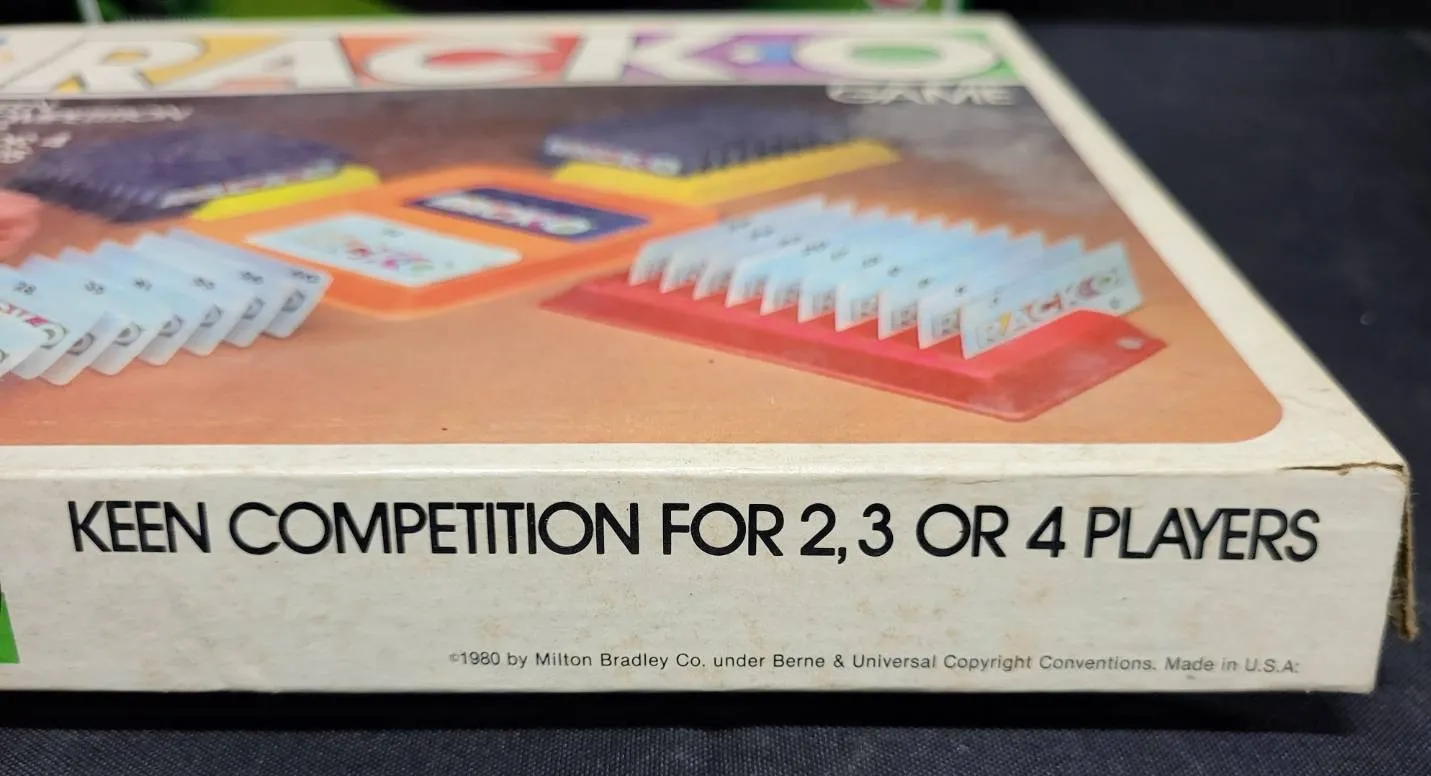 RACK-O
GAME
RACK-O
KEEN COMPETITION FOR 2, 3 OR 4 PLAYERS
©1980 by Milton Bradley Co. under Berne & Universal Copyright Conventions. Made in U.S.A.